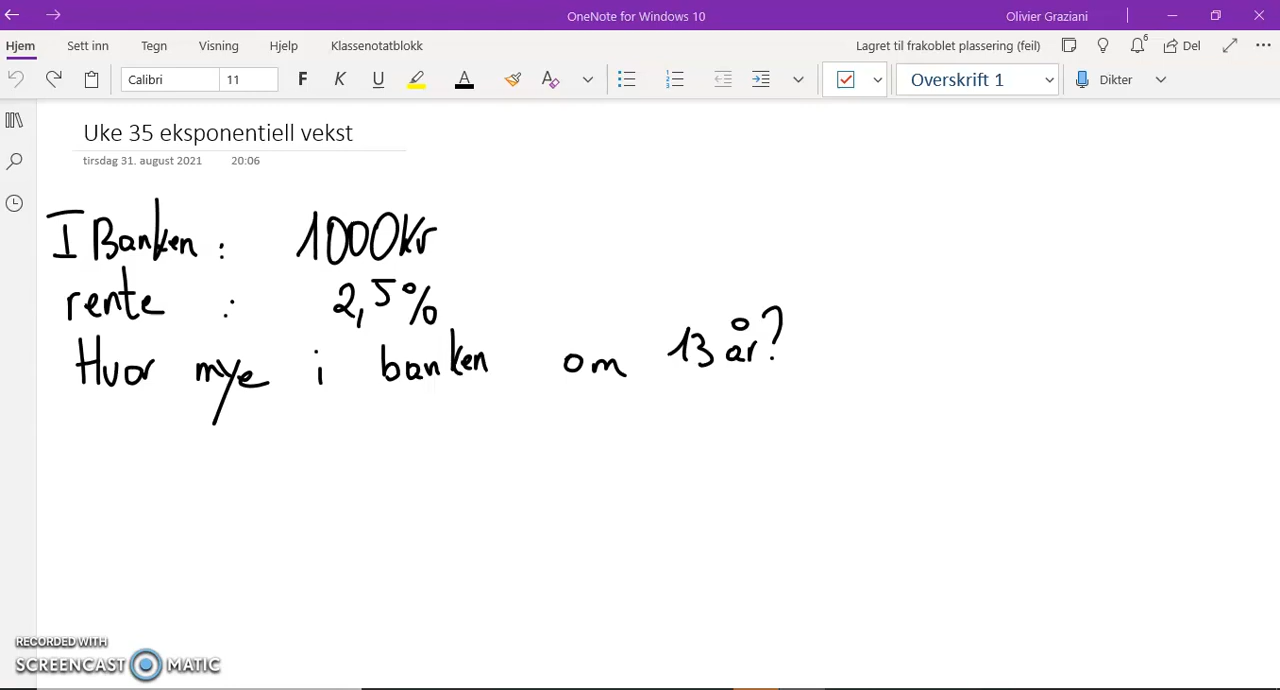 OneNote for Windows 10
Olivier Graziani
Hjem Sett inn Tegn Visning Hjelp Klassenotatblokk
Lagret til frakoblet plassering (feil) 6 Del
Calibri 11 F K U A A Overskrift 1 Dikter
Uke 35 eksponentiell vekst
tirsdag 31. august 2021 20:06
I Banken : 1000kr
rente : 2,5%
Hvor mye i banken om 13 år?
RECORDED WITH
SCREENCAST MATIC